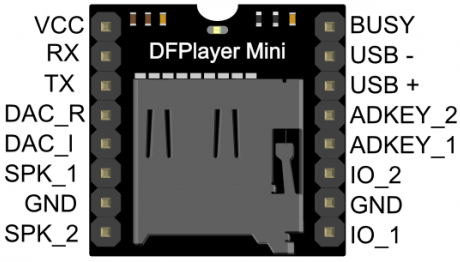 VCC
RX
TX
DAC_R
DAC_I
SPK_1
GND
SPK_2
DFPlayer Mini
BUSY
USB -
USB +
ADKEY_2
ADKEY_1
IO_2
GND
IO_1